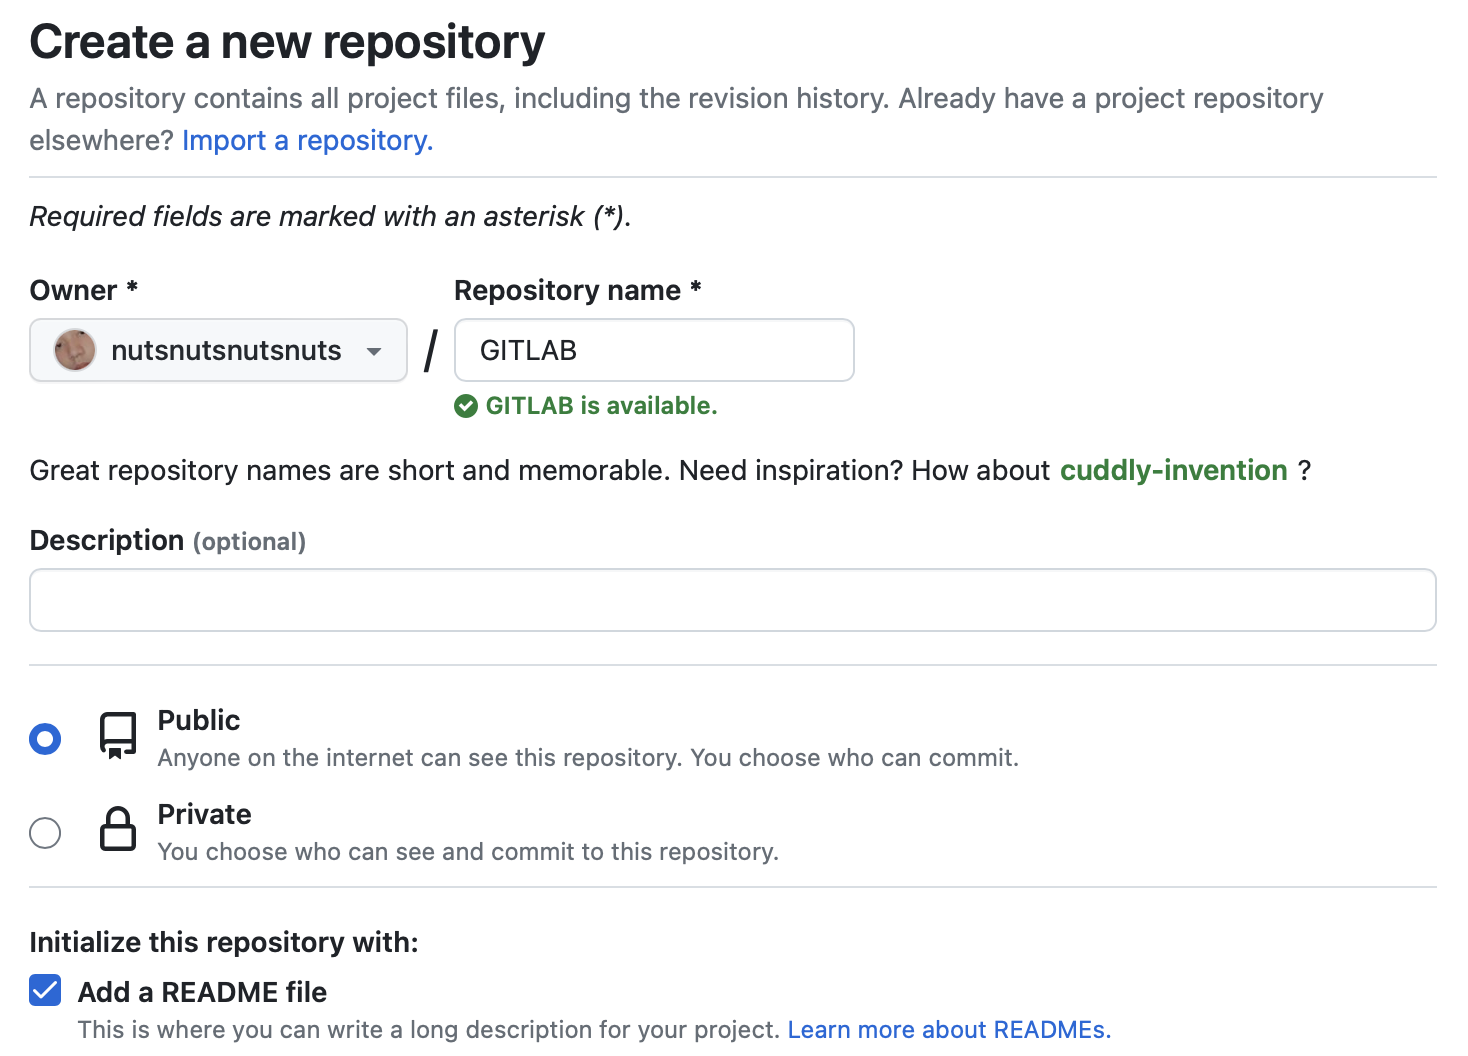 Create a new repository
A repository contains all project files, including the revision history. Already have a project repository
elsewhere? Import a repository.
Required fields are marked with an asterisk (*).
Owner *
Repository name *
nutsnutsnutsnuts
/
GITLAB
GITLAB is available.
Great repository names are short and memorable. Need inspiration? How about cuddly-invention ?
Description (optional)
Public
Anyone on the internet can see this repository. You choose who can commit.
Private
You choose who can see and commit to this repository.
Initialize this repository with:
Add a README file
This is where you can write a long description for your project. Learn more about READMEs.